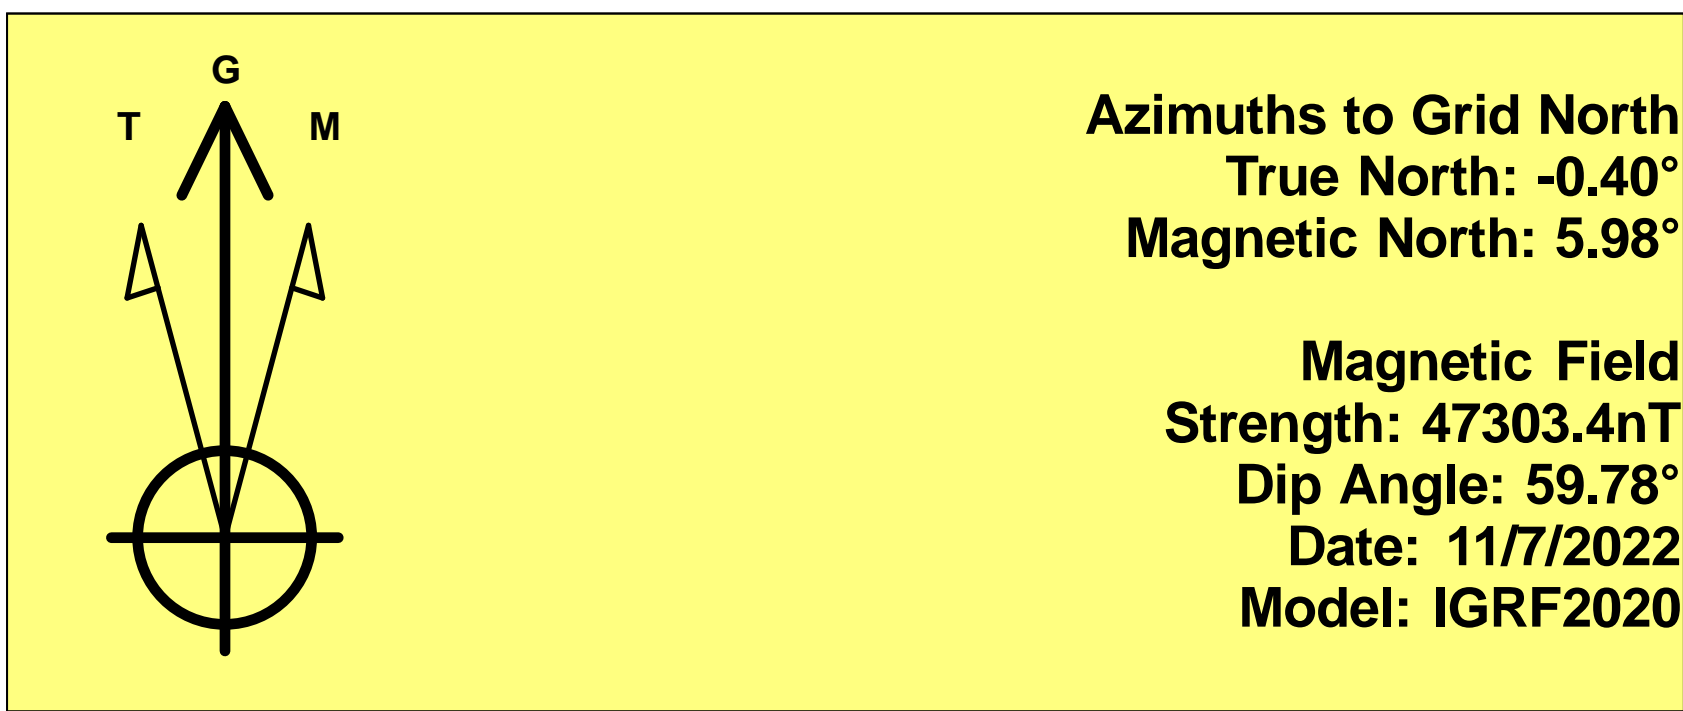 G
T
M
Azimuths to Grid North
True North: -0.40°
Magnetic North: 5.98°
Magnetic Field
Strength: 47303.4nT
Dip Angle: 59.78°
Date: 11/7/2022
Model: IGRF2020